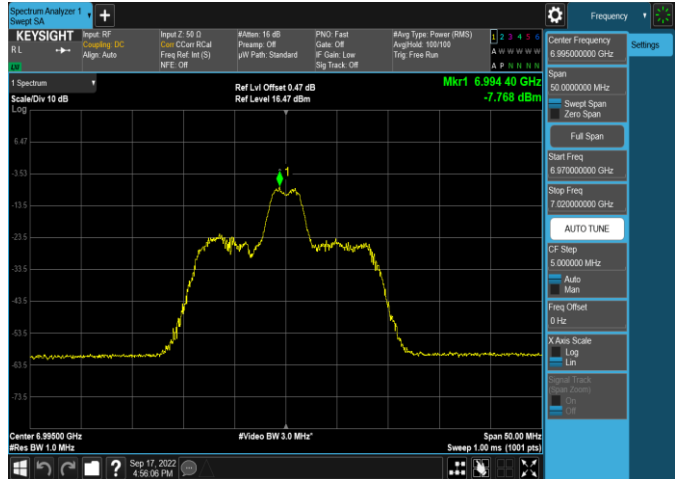 Spectrum Analyzer 1
Swept SA
Frequency
KEYSIGHT
RL
Input: RF
Coupling: DC
Align: Auto
Input Z: 50 Ω
Corr CCorr RCal
Freq Ref: Int (S)
NFE: Off
#Atten: 16 dB
Preamp: Off
µW Path: Standard
PNO: Fast
Gate: Off
IF Gain: Low
Sig Track: Off
#Avg Type: Power (RMS)
Avg|Hold: 100/100
Trig: Free Run
1 2 3 4 5 6
A W W W W W
A P N N N N
1 Spectrum
Scale/Div 10 dB
Log
Ref Lvl Offset 0.47 dB
Ref Level 16.47 dBm
Mkr1 6.994 40 GHz
-7.768 dBm
6.47
-3.53
-13.5
-23.5
-33.5
-43.5
-53.5
-63.5
-73.5
1
Center 6.99500 GHz
#Res BW 1.0 MHz
#Video BW 3.0 MHz*
Span 50.00 MHz
Sweep 1.00 ms (1001 pts)
Sep 17, 2022
4:56:06 PM
?
Center Frequency
6.995000000 GHz
Settings
Span
50.0000000 MHz
Swept Span
Zero Span
Full Span
Start Freq
6.970000000 GHz
Stop Freq
7.020000000 GHz
AUTO TUNE
CF Step
5.000000 MHz
Auto
Man
Freq Offset
0 Hz
X Axis Scale
Log
Lin
Signal Track
(Span Zoom)
On
Off